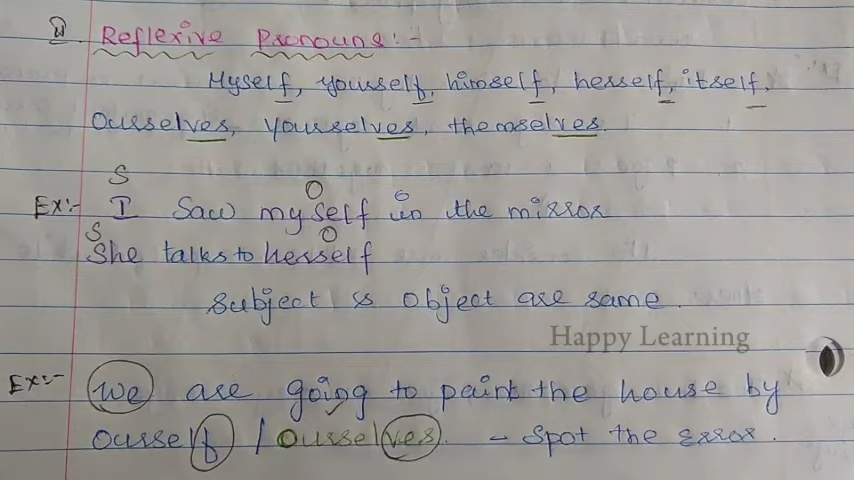 Reflexive Pronouns:-
Myself, yourself, himself, herself, itself,
Ourselves, yourselves, themselves.
S O
Ex:- I saw myself in the mirror
S O
She talks to herself
subject is object are same.
Happy Learning
Ex:- We are going to paint the house by
ourself / ourselves. - Spot the error.